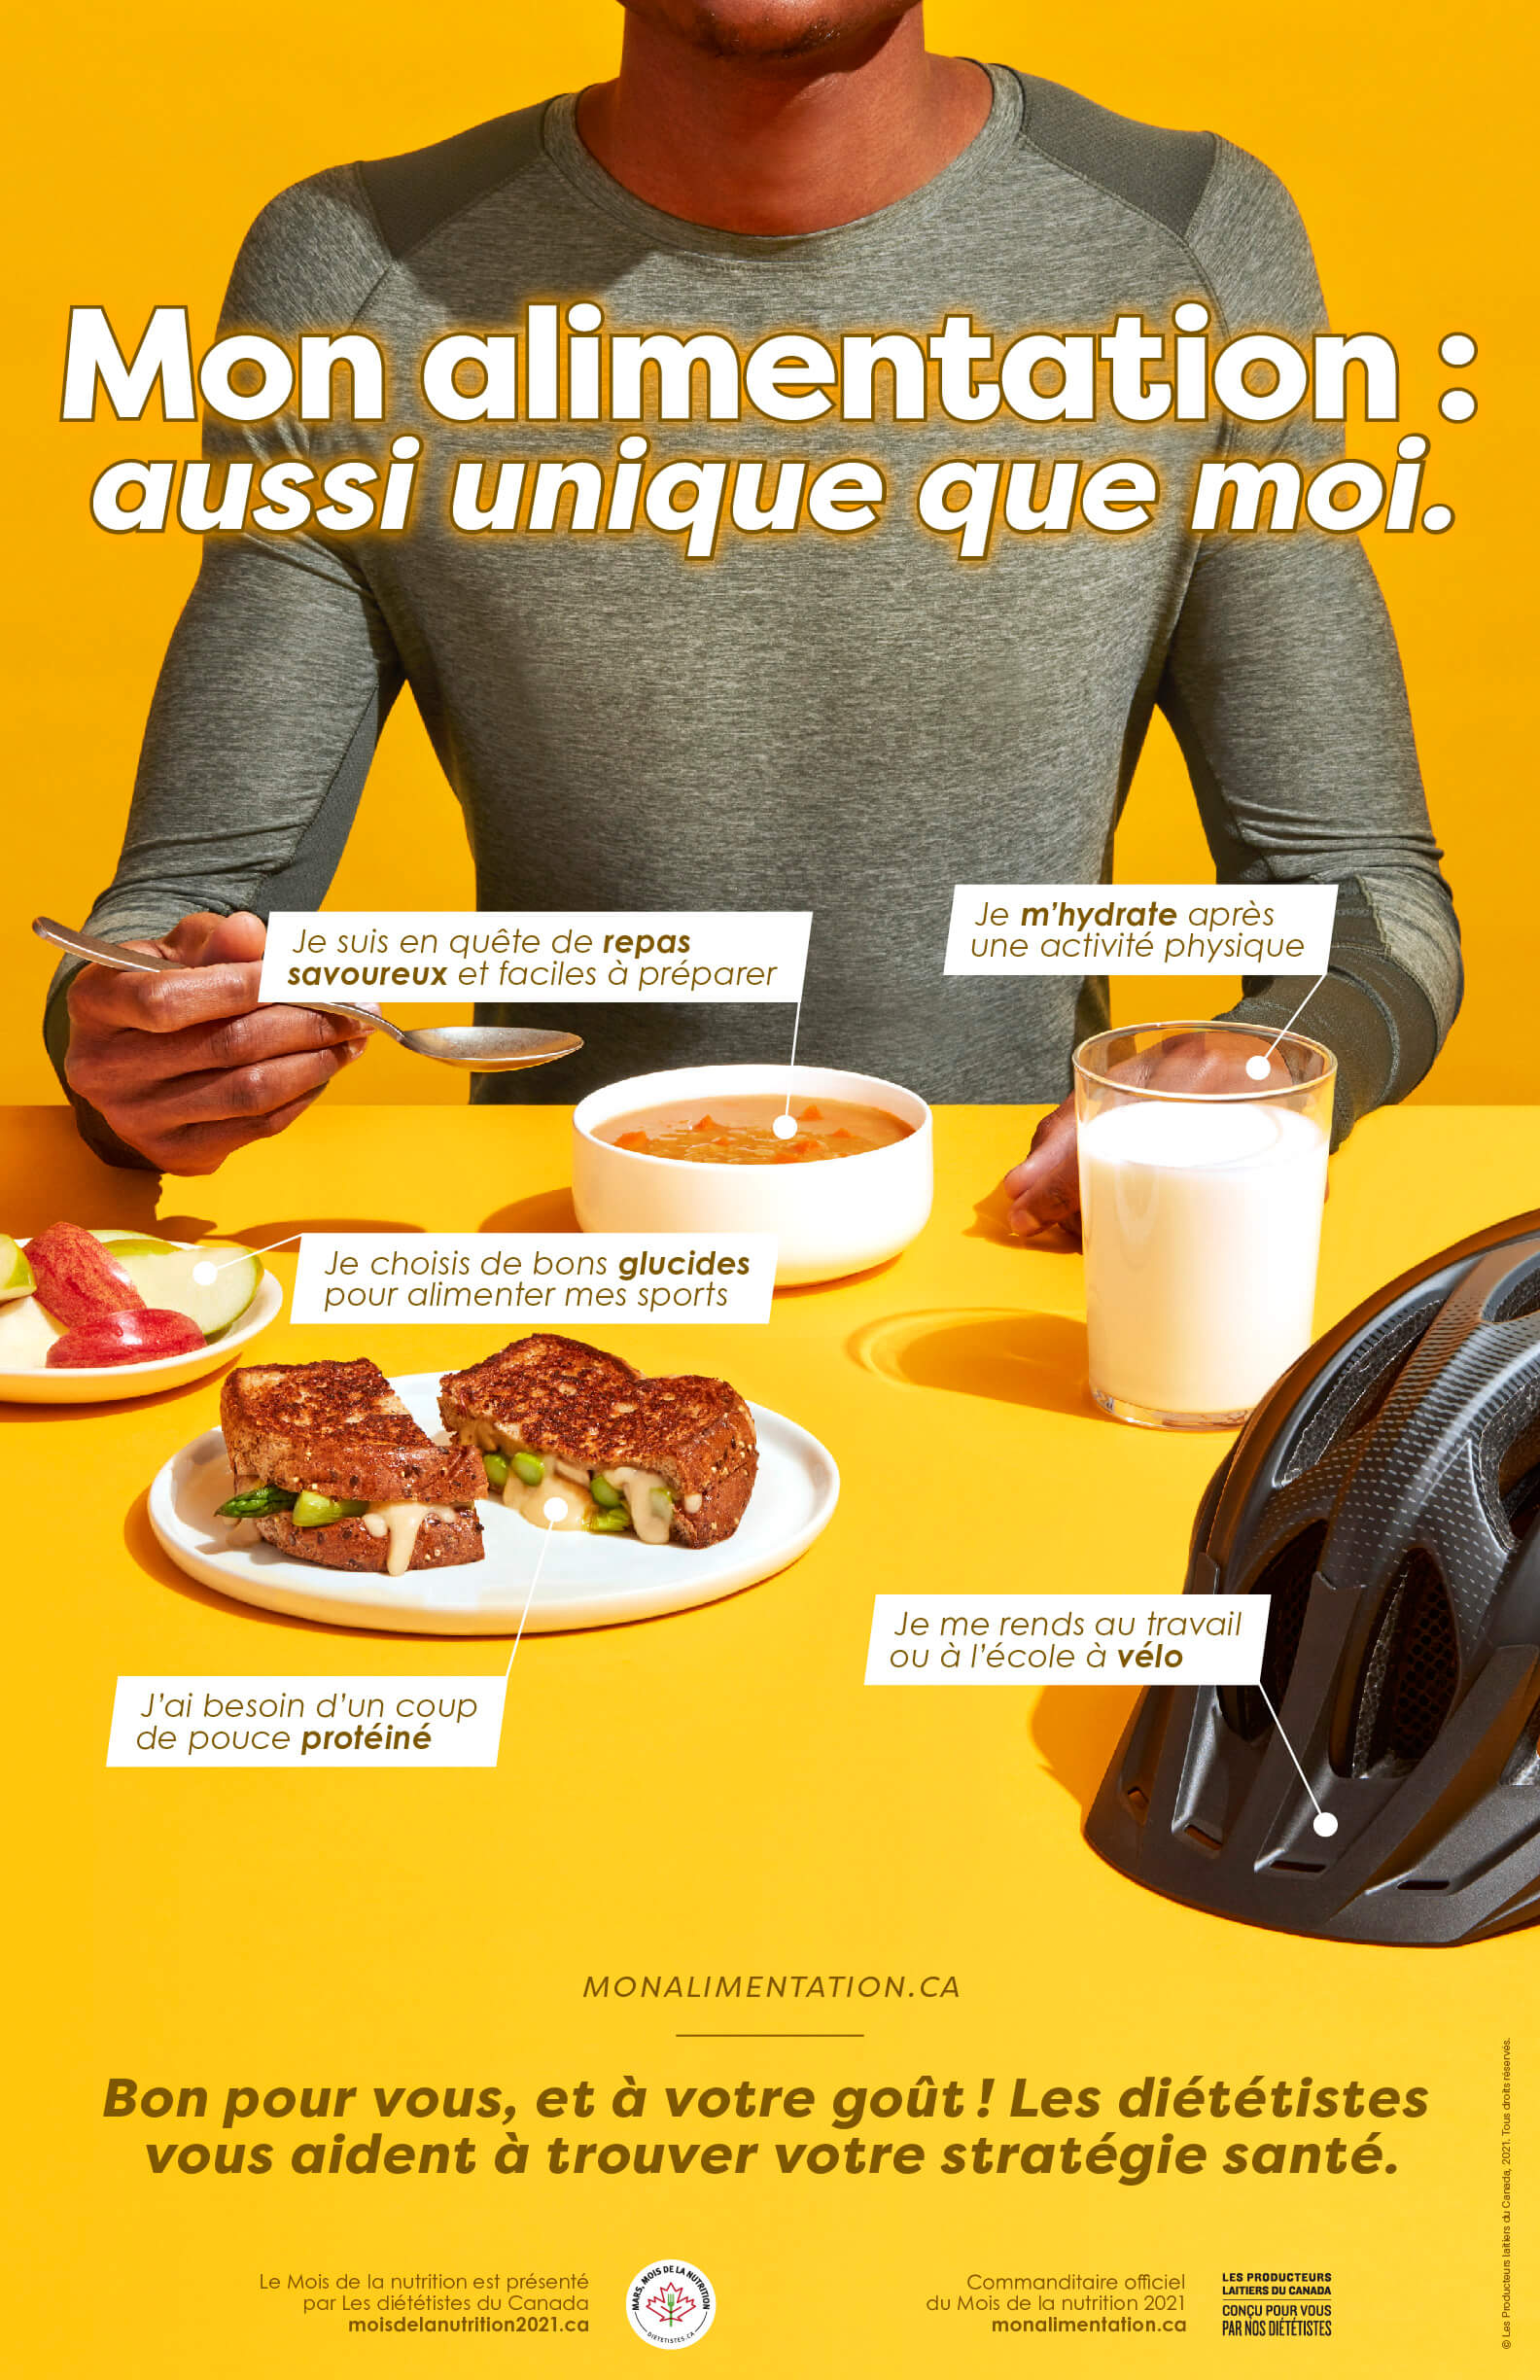 Mon alimentation :
aussi unique que moi.
Je suis en quête de repas
savoureux et faciles à préparer
Je m'hydrate après
une activité physique
Je choisis de bons glucides
pour alimenter mes sports
J'ai besoin d'un coup
de pouce protéiné
Je me rends au travail
ou à l'école à vélo
MONALIMENTATION.CA
Bon pour vous, et à votre goût ! Les diététistes
vous aident à trouver votre stratégie santé.
Le Mois de la nutrition est présenté
par Les diététistes du Canada
moisdelanutrition2021.ca
MARS, MOIS DE LA NUTRITION
DIETETISTES.CA
Commanditaire officiel
du Mois de la nutrition 2021
monalimentation.ca
LES PRODUCTEURS
LAITIERS DU CANADA
CONÇU POUR VOUS
PAR NOS DIÉTÉTISTES
© Les Producteurs laitiers du Canada, 2021. Tous droits réservés.